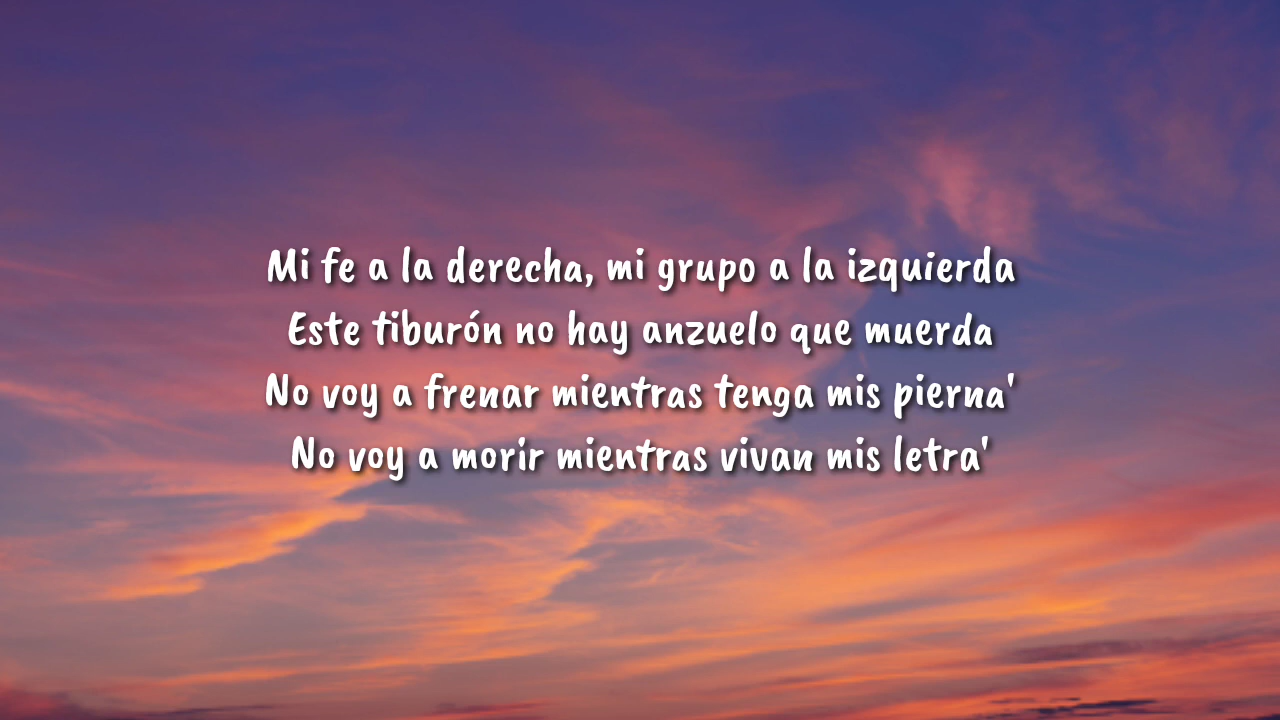 Mi fe a la derecha, mi grupo a la izquierda
Este tiburón no hay anzuelo que muerda
No voy a frenar mientras tenga mis pierna'
No voy a morir mientras vivan mis letra'